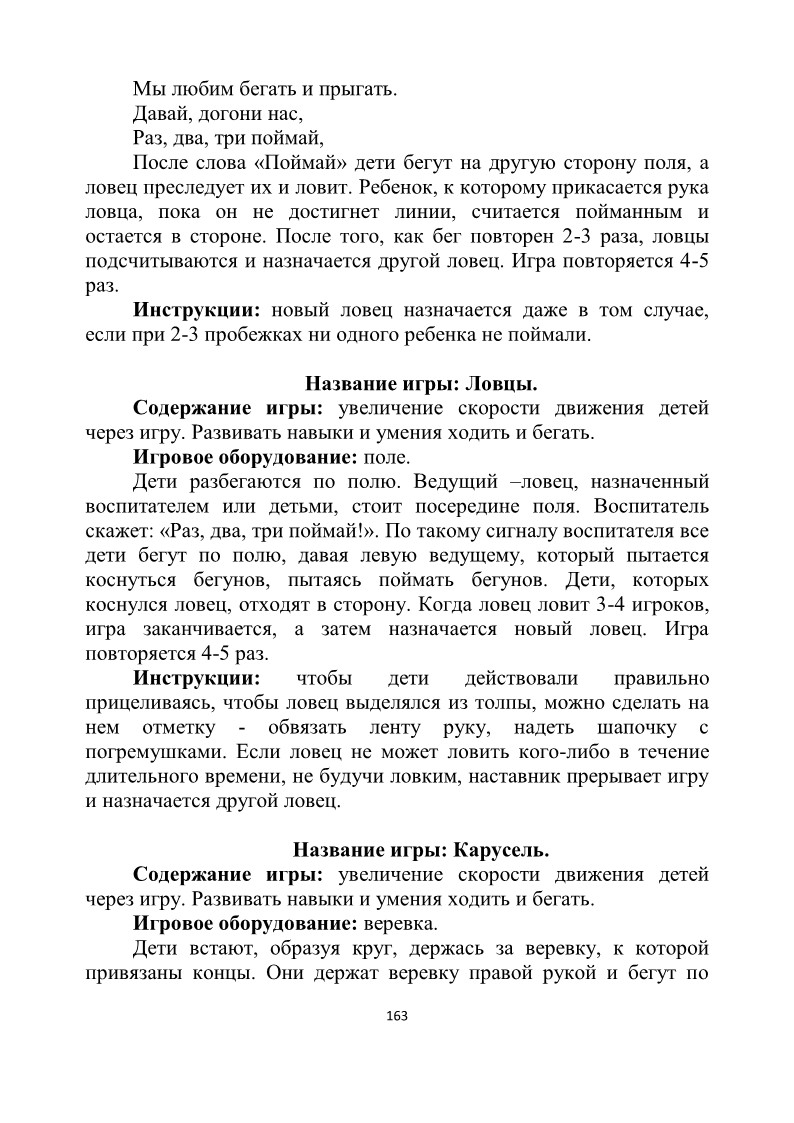 Мы любим бегать и прыгать.
Давай, догони нас,
Раз, два, три поймай,
После слова «Поймай» дети бегут на другую сторону поля, а
ловец преследует их и ловит. Ребенок, к которому прикасается рука
ловца, пока он не достигнет линии, считается пойманным и
остается в стороне. После того, как бег повторен 2-3 раза, ловцы
подсчитываются и назначается другой ловец. Игра повторяется 4-5
раз.
Инструкции: новый ловец назначается даже в том случае,
если при 2-3 пробежках ни одного ребенка не поймали.
Название игры: Ловцы.
Содержание игры: увеличение скорости движения детей
через игру. Развивать навыки и умения ходить и бегать.
Игровое оборудование: поле.
Дети разбегаются по полю. Ведущий –ловец, назначенный
воспитателем или детьми, стоит посередине поля. Воспитатель
скажет: «Раз, два, три поймай!». По такому сигналу воспитателя все
дети бегут по полю, давая левую ведущему, который пытается
коснуться бегунов, пытаясь поймать бегунов. Дети, которых
коснулся ловец, отходят в сторону. Когда ловец ловит 3-4 игроков,
игра заканчивается, а затем назначается новый ловец. Игра
повторяется 4-5 раз.
Инструкции: чтобы дети действовали правильно
прицеливаясь, чтобы ловец выделялся из толпы, можно сделать на
нем отметку - обвязать ленту руку, надеть шапочку с
погремушками. Если ловец не может ловить кого-либо в течение
длительного времени, не будучи ловким, наставник прерывает игру
и назначается другой ловец.
Название игры: Карусель.
Содержание игры: увеличение скорости движения детей
через игру. Развивать навыки и умения ходить и бегать.
Игровое оборудование: веревка.
Дети встают, образуя круг, держась за веревку, к которой
привязаны концы. Они держат веревку правой рукой и бегут по
163